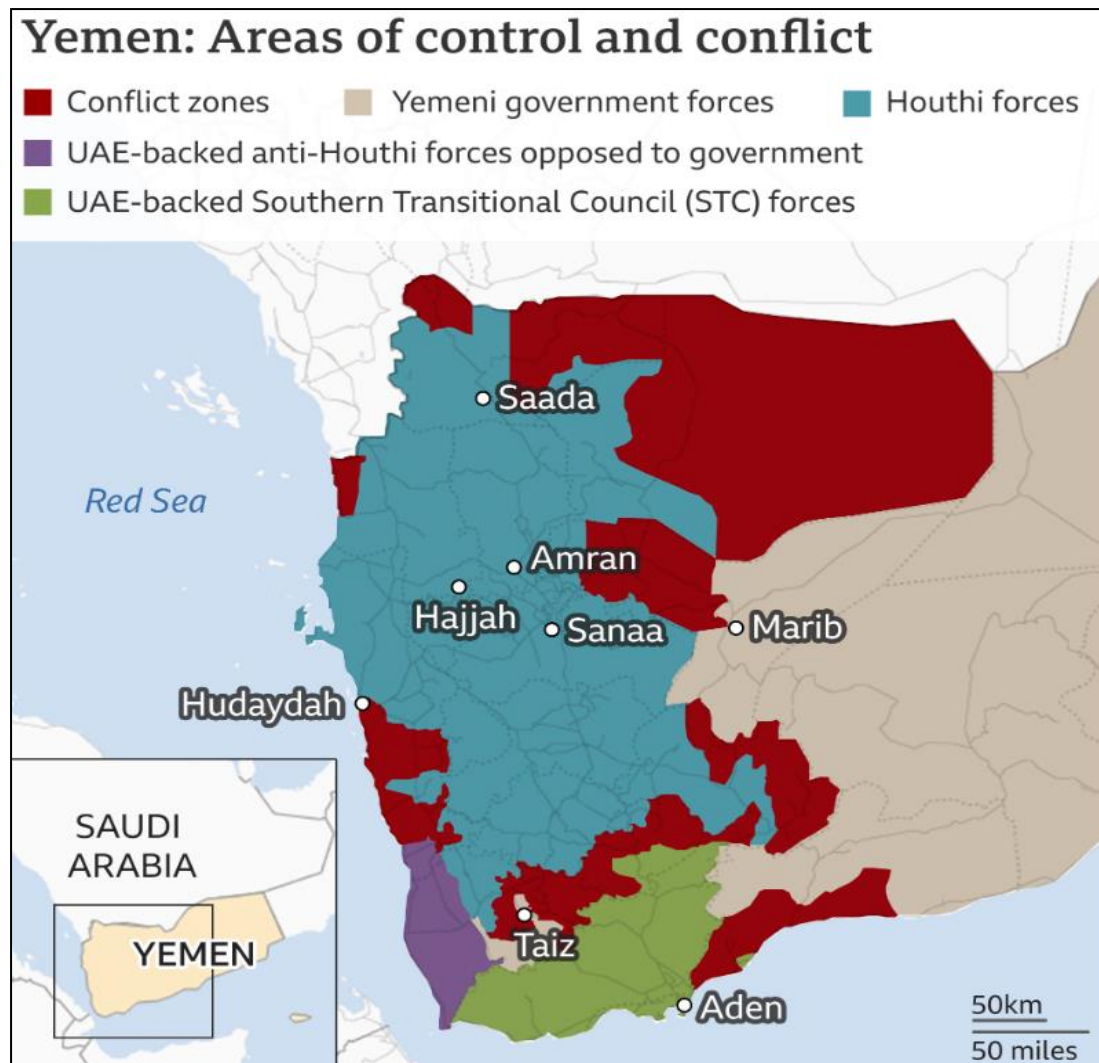 Yemen: Areas of control and conflict
Conflict zones
Yemeni government forces
Houthi forces
UAE-backed anti-Houthi forces opposed to government
UAE-backed Southern Transitional Council (STC) forces
Saada
Red Sea
Amran
Hajjah
Sanaa
Marib
Hudaydah
SAUDI
ARABIA
YEMEN
Taiz
Aden
50km
50 miles